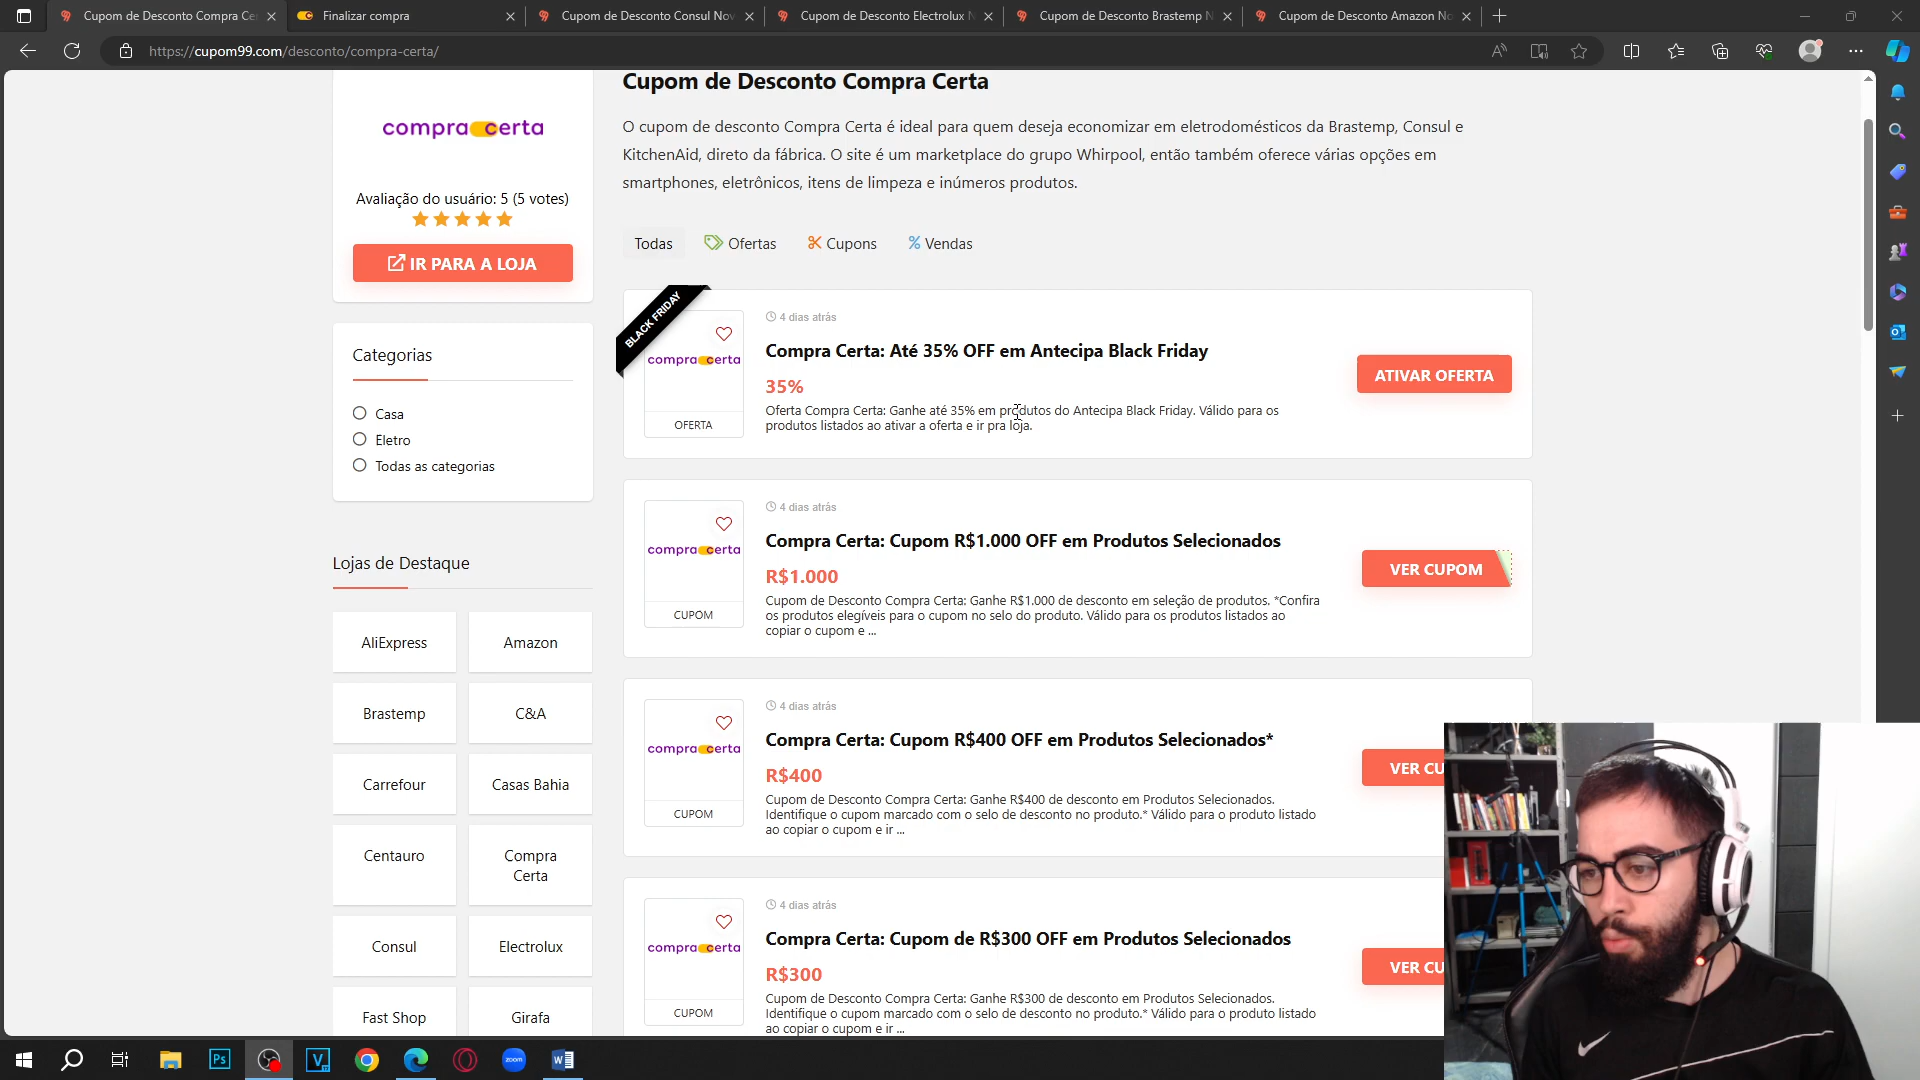 Cupom de Desconto Compra Ce
Finalizar compra
Cupom de Desconto Consul Nov
Cupom de Desconto Electrolux N
Cupom de Desconto Brastemp N
Cupom de Desconto Amazon No
https://cupom99.com/desconto/compra-certa/
compra certa
Avaliação do usuário: 5 (5 votes)
IR PARA A LOJA
Categorias
Casa
Eletro
Todas as categorias
Lojas de Destaque
AliExpress
Amazon
Brastemp
C&A
Carrefour
Casas Bahia
Centauro
Compra
Certa
Consul
Electrolux
Fast Shop
Girafa
Cupom de Desconto Compra Certa
O cupom de desconto Compra Certa é ideal para quem deseja economizar em eletrodomésticos da Brastemp, Consul e
KitchenAid, direto da fábrica. O site é um marketplace do grupo Whirpool, então também oferece várias opções em
smartphones, eletrônicos, itens de limpeza e inúmeros produtos.
Todas
Ofertas
Cupons
% Vendas
BLACK FRIDAY
compra certa
OFERTA
4 dias atrás
Compra Certa: Até 35% OFF em Antecipa Black Friday
35%
Oferta Compra Certa: Ganhe até 35% em produtos do Antecipa Black Friday. Válido para os
produtos listados ao ativar a oferta e ir pra loja.
ATIVAR OFERTA
compra certa
CUPOM
4 dias atrás
Compra Certa: Cupom R$1.000 OFF em Produtos Selecionados
R$1.000
Cupom de Desconto Compra Certa: Ganhe R$1.000 de desconto em seleção de produtos. *Confira
os produtos elegíveis para o cupom no selo do produto. Válido para os produtos listados ao
copiar o cupom e ...
VER CUPOM
compra certa
CUPOM
4 dias atrás
Compra Certa: Cupom R$400 OFF em Produtos Selecionados*
R$400
Cupom de Desconto Compra Certa: Ganhe R$400 de desconto em Produtos Selecionados.
Identifique o cupom marcado com o selo de desconto no produto.* Válido para o produto listado
ao copiar o cupom e ir ...
VER CU
compra certa
CUPOM
4 dias atrás
Compra Certa: Cupom de R$300 OFF em Produtos Selecionados
R$300
Cupom de Desconto Compra Certa: Ganhe R$300 de desconto em Produtos Selecionados.
Identifique o cupom marcado com o selo de desconto no produto.* Válido para o produto listado
ao copiar o cupom e ir ...
VER CU
Ps
V
zoom
W